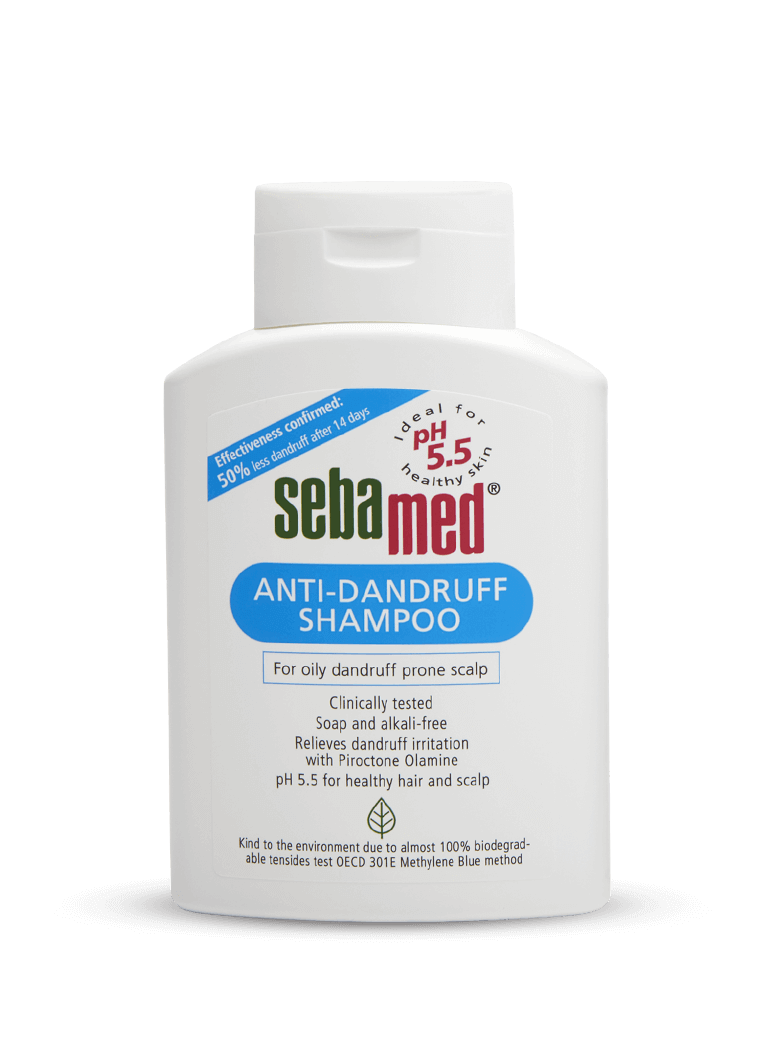 Effectiveness confirmed:
50% less dandruff after 14 days
Ideal for
pH
5.5
healthy skin
sebamed®
ANTI-DANDRUFF
SHAMPOO
For oily dandruff prone scalp
Clinically tested
Soap and alkali-free
Relieves dandruff irritation
with Piroctone Olamine
pH 5.5 for healthy hair and scalp
Kind to the environment due to almost 100% biodegrad-
able tensides test OECD 301E Methylene Blue method